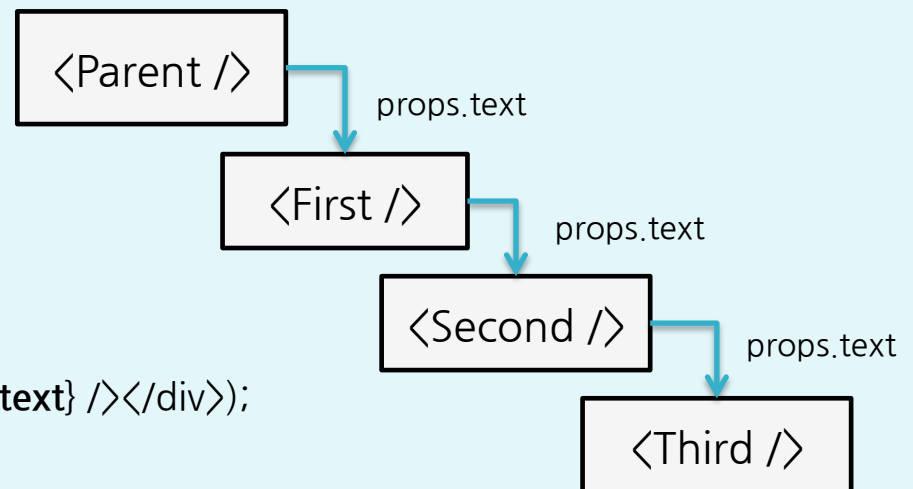 <Parent />
props.text
<First />
props.text
<Second />
props.text
text} /></div>);
<Third />